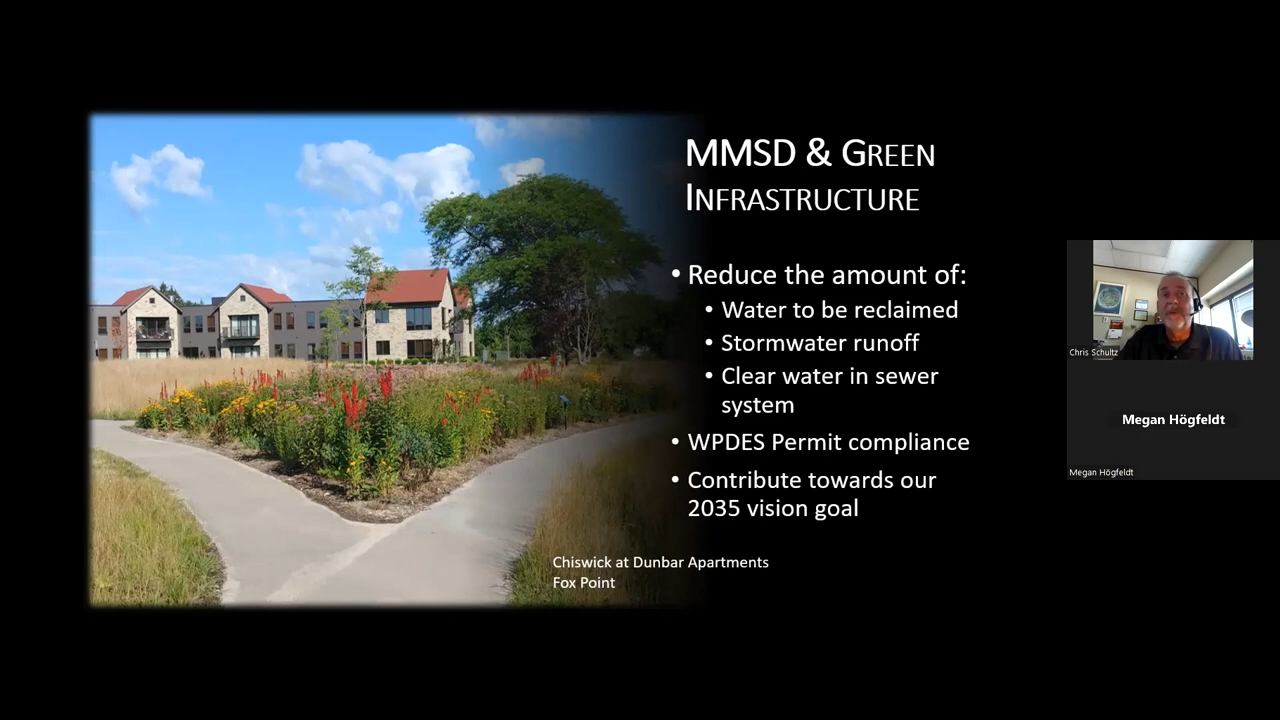 MMSD & GREEN
INFRASTRUCTURE
• Reduce the amount of:
• Water to be reclaimed
• Stormwater runoff
• Clear water in sewer
system
• WPDES Permit compliance
• Contribute towards our
2035 vision goal
Chiswick at Dunbar Apartments
Fox Point
Chris Schultz
Megan Högfeldt
Megan Högfeldt